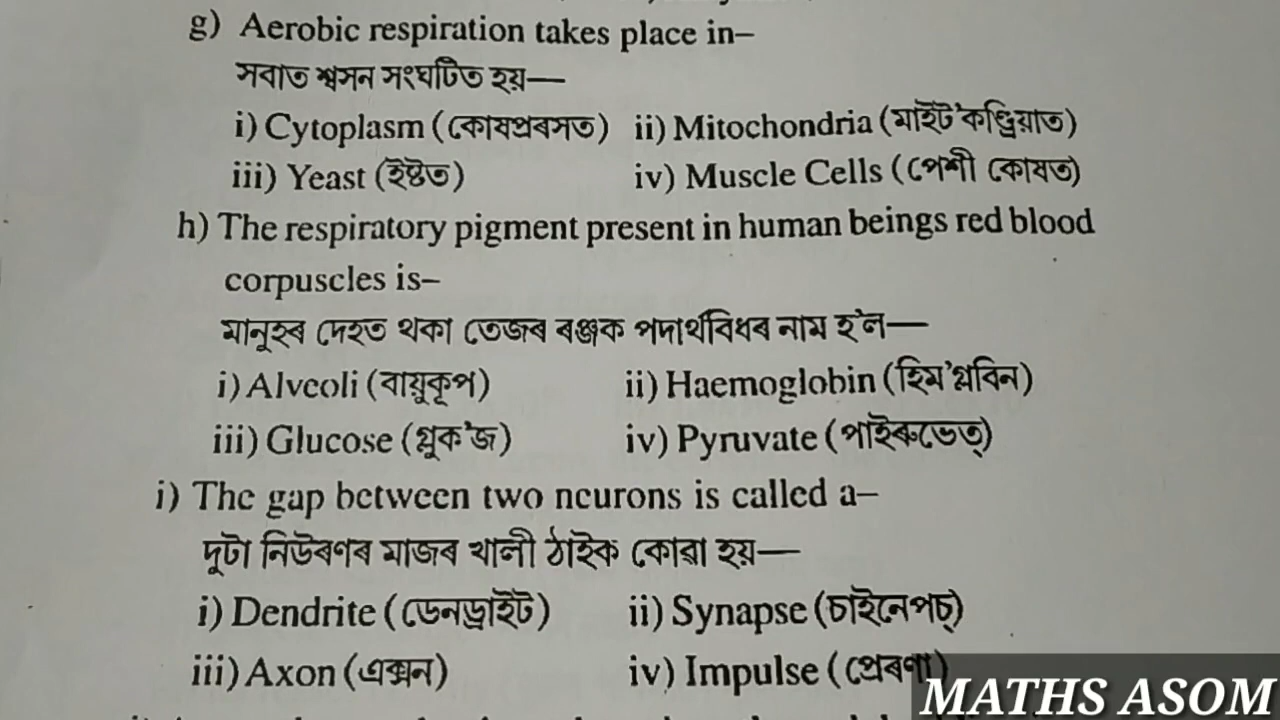 g) Aerobic respiration takes place in–
সবাত শ্বসন সংঘটিত হয়—
i) Cytoplasm (কোষপ্ৰৰসত) ii) Mitochondria (মাইট'কণ্ড্ৰিয়াত)
iii) Yeast (ইষ্টত) iv) Muscle Cells (পেশী কোষত)
h) The respiratory pigment present in human beings red blood
corpuscles is–
মানুহৰ দেহত থকা তেজৰ ৰঞ্জক পদাৰ্থবিধৰ নাম হ'ল—
i) Alveoli (বায়ুকূপ) ii) Haemoglobin (হিম'গ্লবিন)
iii) Glucose (গ্লুক'জ) iv) Pyruvate (পাইৰুভেত্)
i) The gap between two neurons is called a–
দুটা নিউৰণৰ মাজৰ খালী ঠাইক কোৱা হয়—
i) Dendrite (ডেনড্ৰাইট) ii) Synapse (চাইনেপচ্)
iii) Axon (এক্সন) iv) Impulse (প্ৰেৰণা)
MATHS ASOM